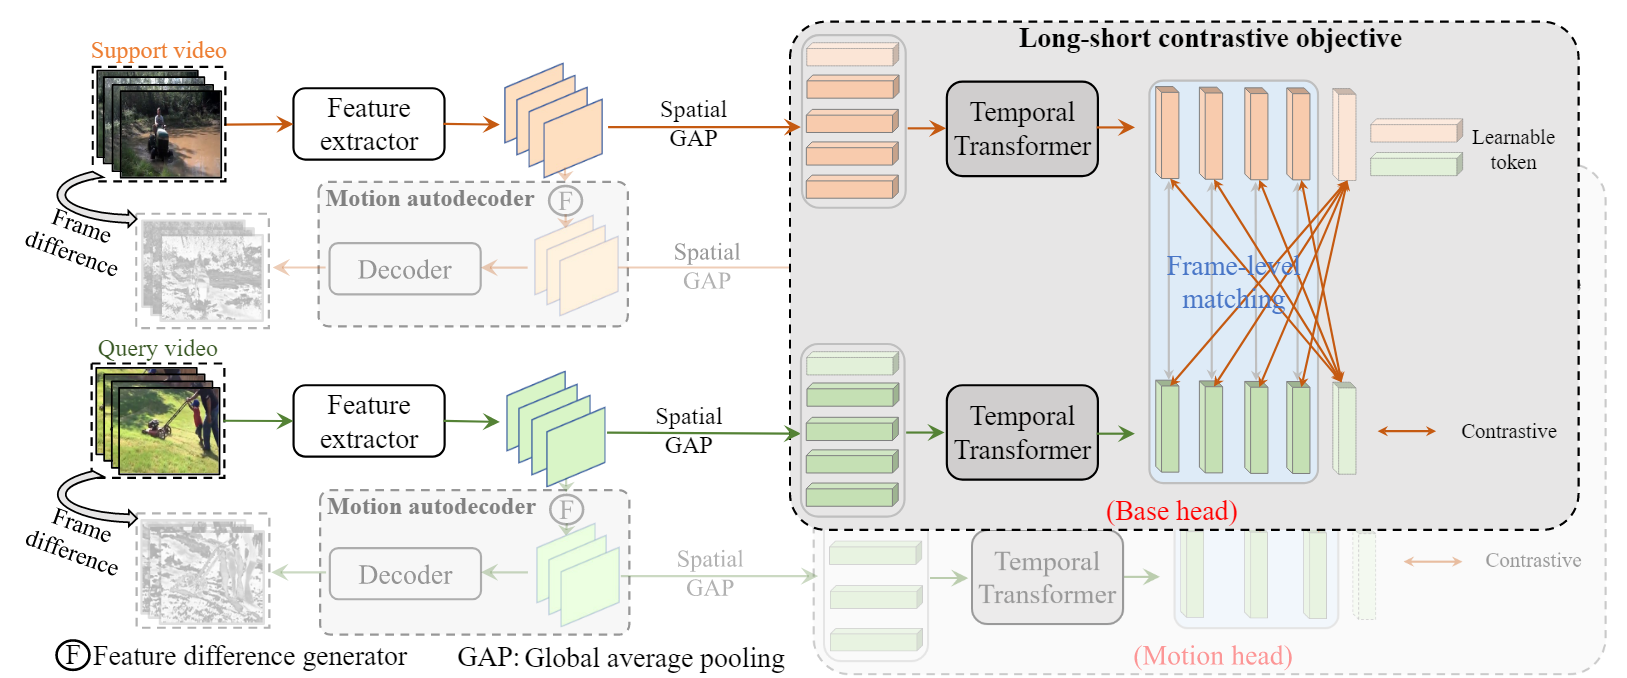 Long-short contrastive objective
Support video
Feature
extractor
Spatial
GAP
Temporal
Transformer
Learnable
token
Frame
difference
Motion autodecoder
F
Decoder
Spatial
GAP
Frame-level
matching
Query video
Feature
extractor
Spatial
GAP
Temporal
Transformer
Contrastive
(Base head)
Frame
difference
Motion autodecoder
F
Decoder
Spatial
GAP
Temporal
Transformer
Contrastive
(Motion head)
F Feature difference generator
GAP: Global average pooling